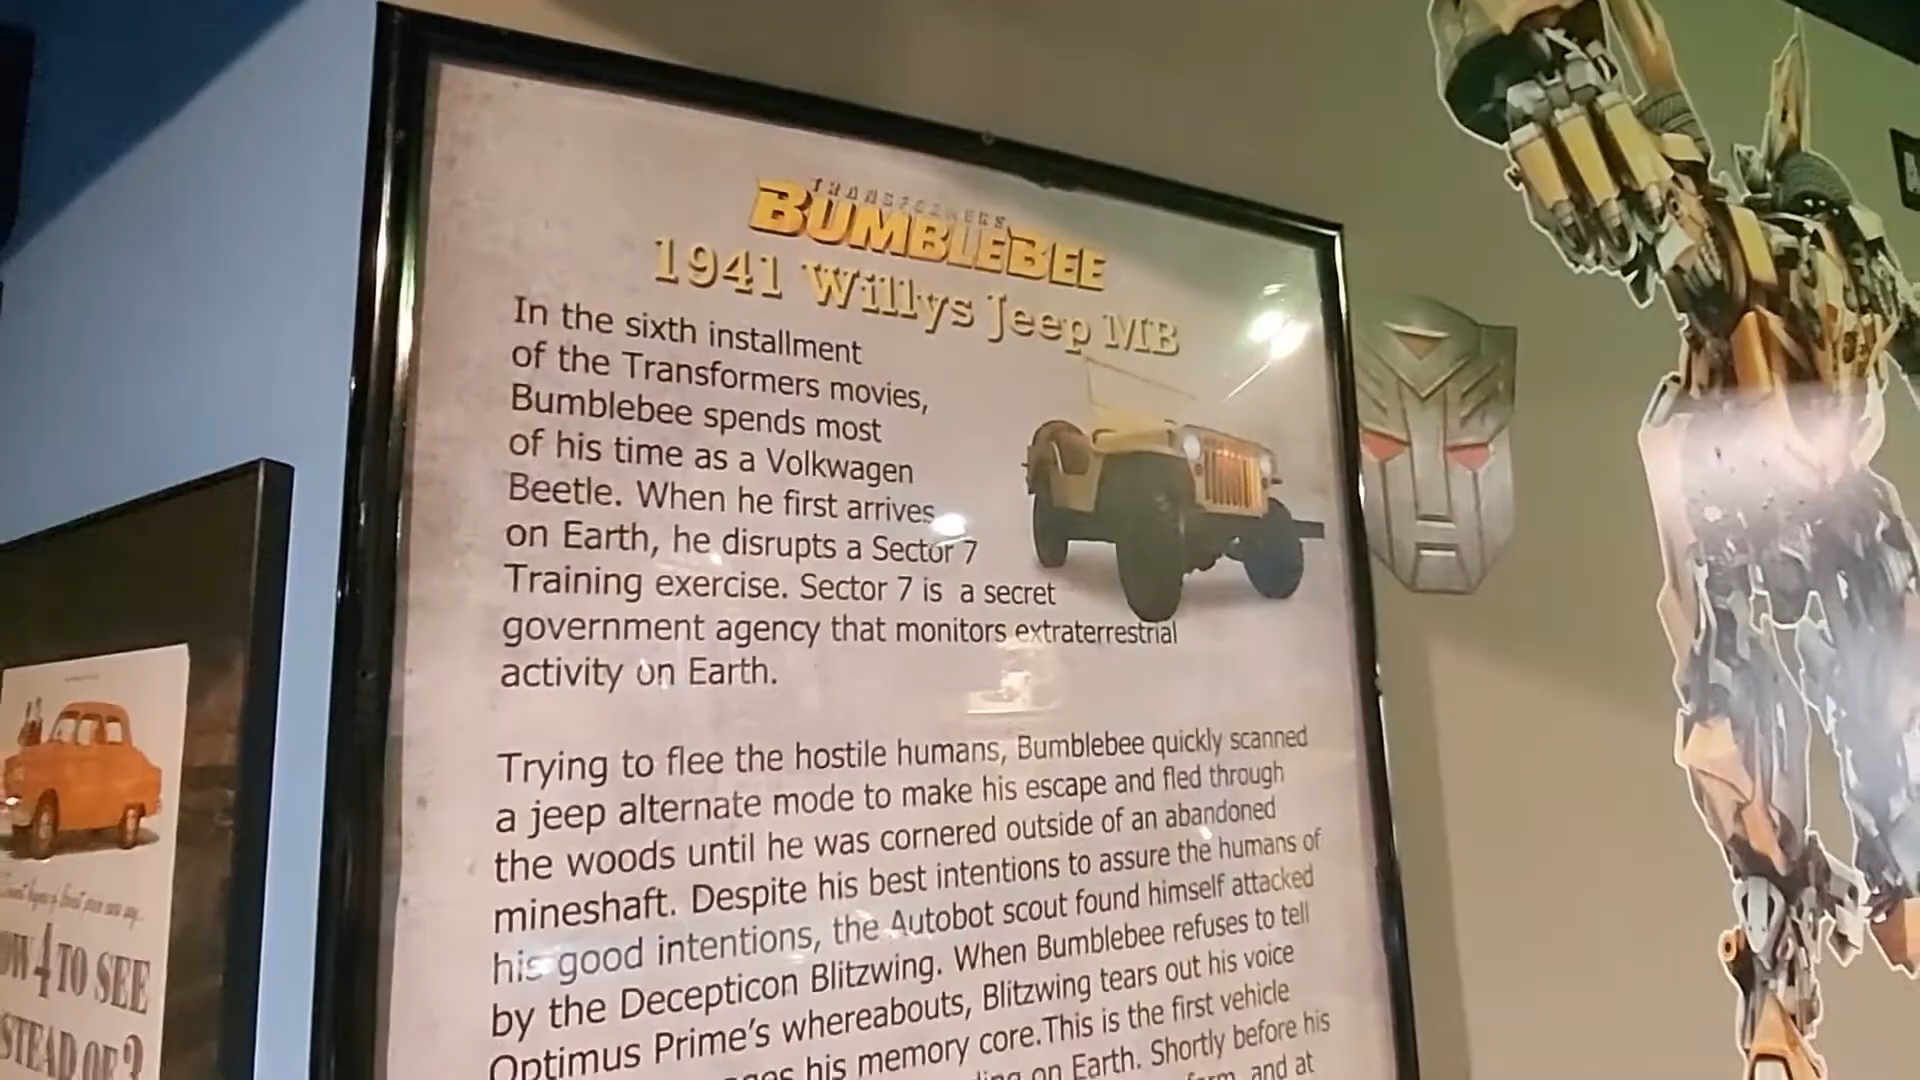 TRANSFORMERS
BUMBLEBEE
1941 Willys Jeep MB
In the sixth installment
of the Transformers movies,
Bumblebee spends most
of his time as a Volkwagen
Beetle. When he first arrives
on Earth, he disrupts a Sector 7
Training exercise. Sector 7 is a secret
government agency that monitors extraterrestrial
activity on Earth.
Trying to flee the hostile humans, Bumblebee quickly scanned
a jeep alternate mode to make his escape and fled through
the woods until he was cornered outside of an abandoned
mineshaft. Despite his best intentions to assure the humans of
his good intentions, the Autobot scout found himself attacked
by the Decepticon Blitzwing. When Bumblebee refuses to tell
Optimus Prime's whereabouts, Blitzwing tears out his voice
his memory core.This is the first vehicle
on Earth. Shortly before his
and at
TO SEE